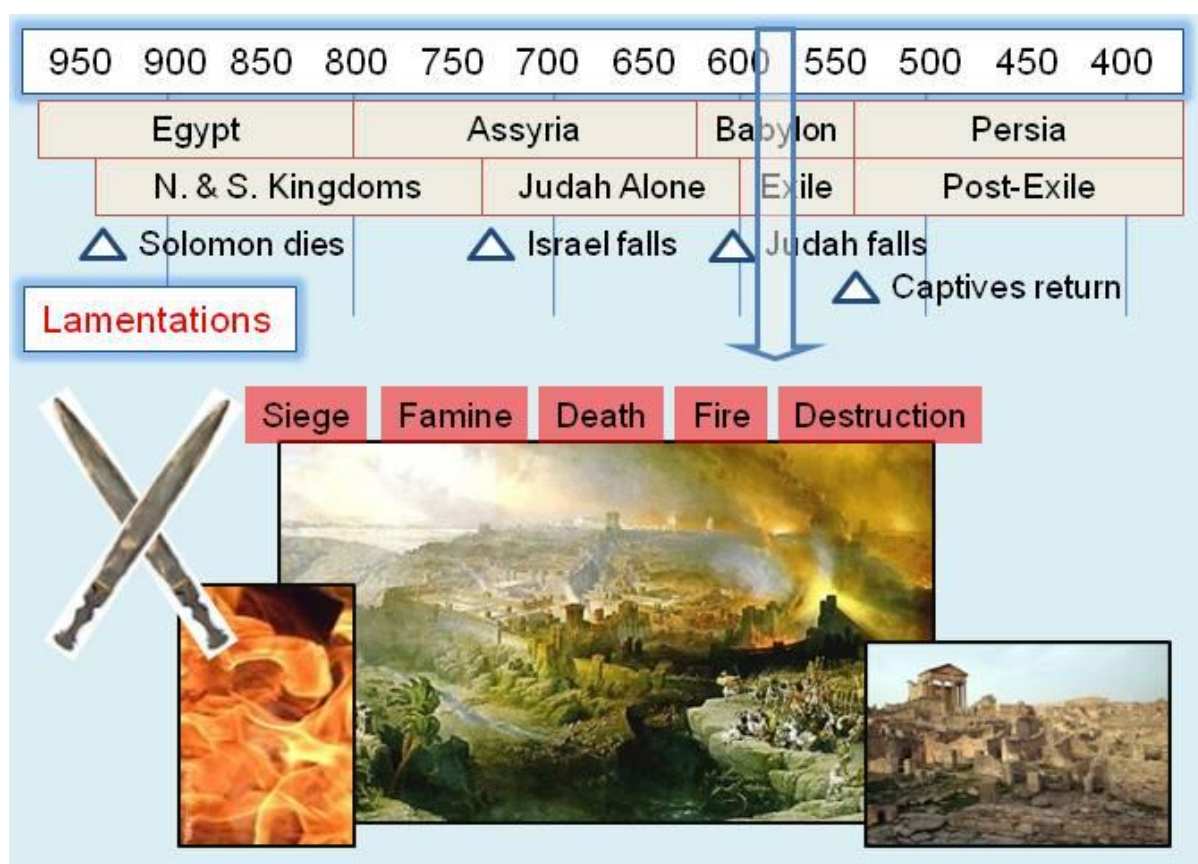 950 900 850 800 750 700 650 600 550 500 450 400
Egypt Assyria Babylon Persia
N. & S. Kingdoms Judah Alone Exile Post-Exile
Solomon dies Israel falls Judah falls
Captives return
Lamentations
Siege Famine Death Fire Destruction